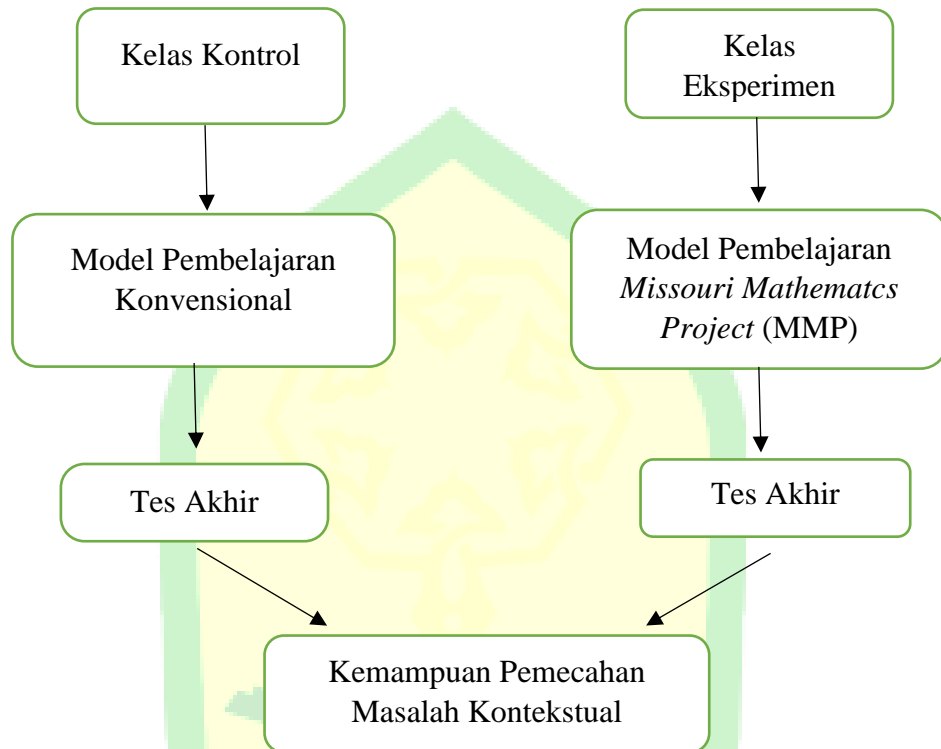 Kelas Kontrol
Kelas
Eksperimen
Model Pembelajaran
Konvensional
Model Pembelajaran
Missouri Mathematcs
Project (MMP)
Tes Akhir
Tes Akhir
Kemampuan Pemecahan
Masalah Kontekstual